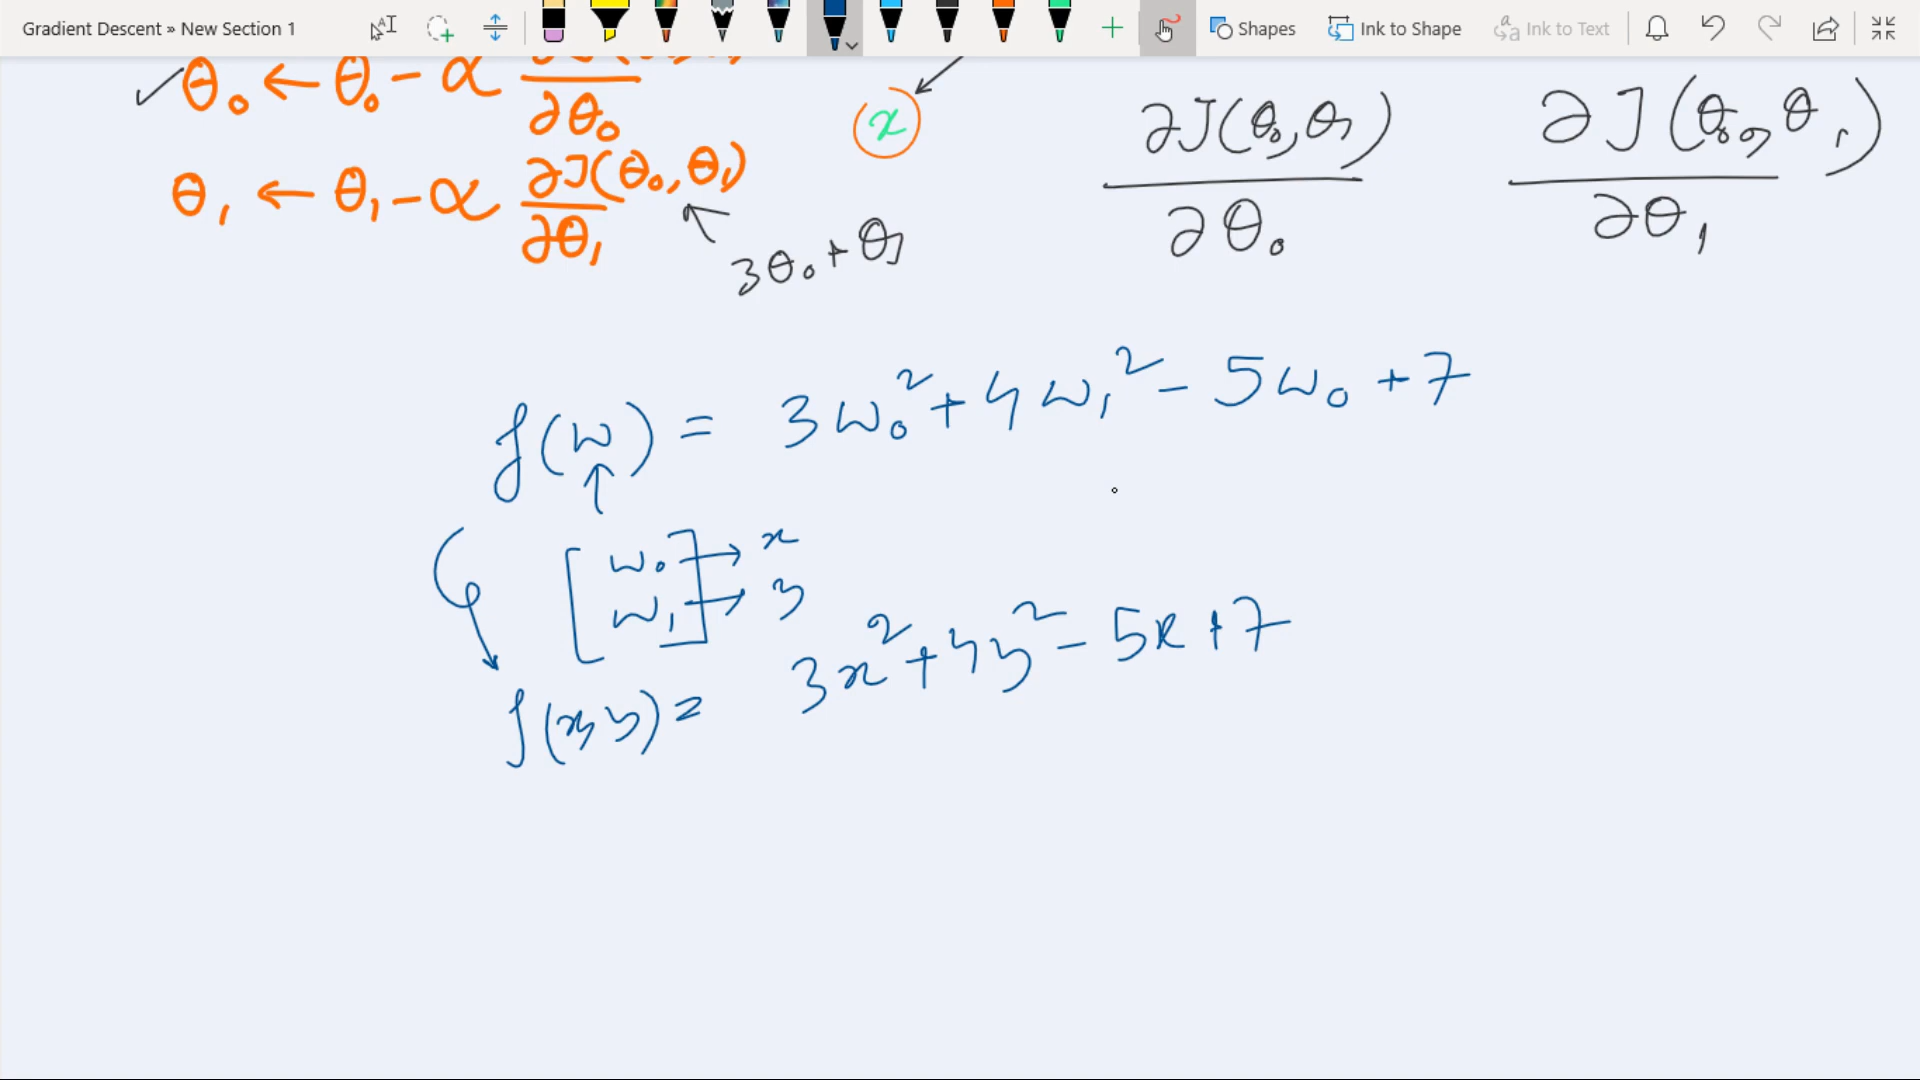 Gradient Descent » New Section 1
Shapes
Ink to Shape
Ink to Text
θ₀ ← θ₀ - α ∂θ₀
θ₁ ← θ₁ - α ∂J(θ₀, θ₁) / ∂θ₁
3θ₀ + θ₁
x
∂J(θ₀, θ₁) / ∂θ₀
∂J(θ₀, θ₁) / ∂θ₁
f(w) = 3w₀² + 4w₁² - 5w₀ + 7
[w₀ → x
w₁] → y
f(x, y) = 3x² + 4y² - 5x + 7